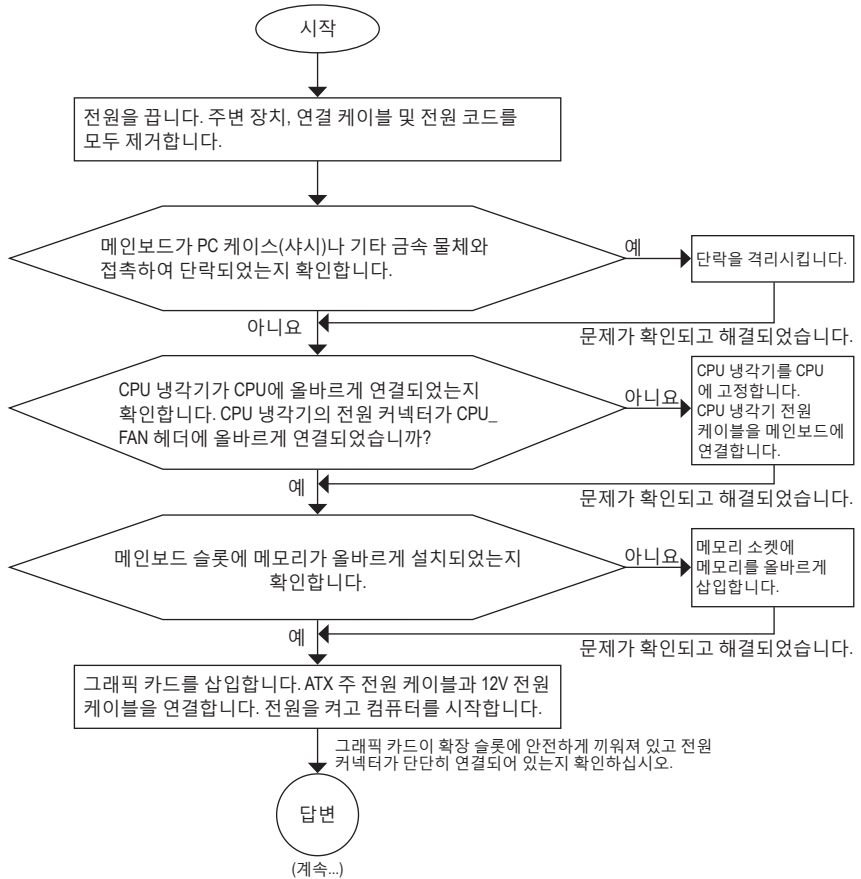 시작
전원을 끕니다. 주변 장치, 연결 케이블 및 전원 코드를
모두 제거합니다.
메인보드가 PC 케이스(샤시)나 기타 금속 물체와
접촉하여 단락되었는지 확인합니다.
예
단락을 격리시킵니다.
아니요
문제가 확인되고 해결되었습니다.
CPU 냉각기가 CPU에 올바르게 연결되었는지
확인합니다. CPU 냉각기의 전원 커넥터가 CPU_
FAN 헤더에 올바르게 연결되었습니까?
아니요
CPU 냉각기를 CPU
에 고정합니다.
CPU 냉각기 전원
케이블을 메인보드에
연결합니다.
예
문제가 확인되고 해결되었습니다.
메인보드 슬롯에 메모리가 올바르게 설치되었는지
확인합니다.
아니요
메모리 소켓에
메모리를 올바르게
삽입합니다.
예
문제가 확인되고 해결되었습니다.
그래픽 카드를 삽입합니다. ATX 주 전원 케이블과 12V 전원
케이블을 연결합니다. 전원을 켜고 컴퓨터를 시작합니다.
그래픽 카드이 확장 슬롯에 안전하게 끼워져 있고 전원
커넥터가 단단히 연결되어 있는지 확인하십시오.
답변
(계속...)